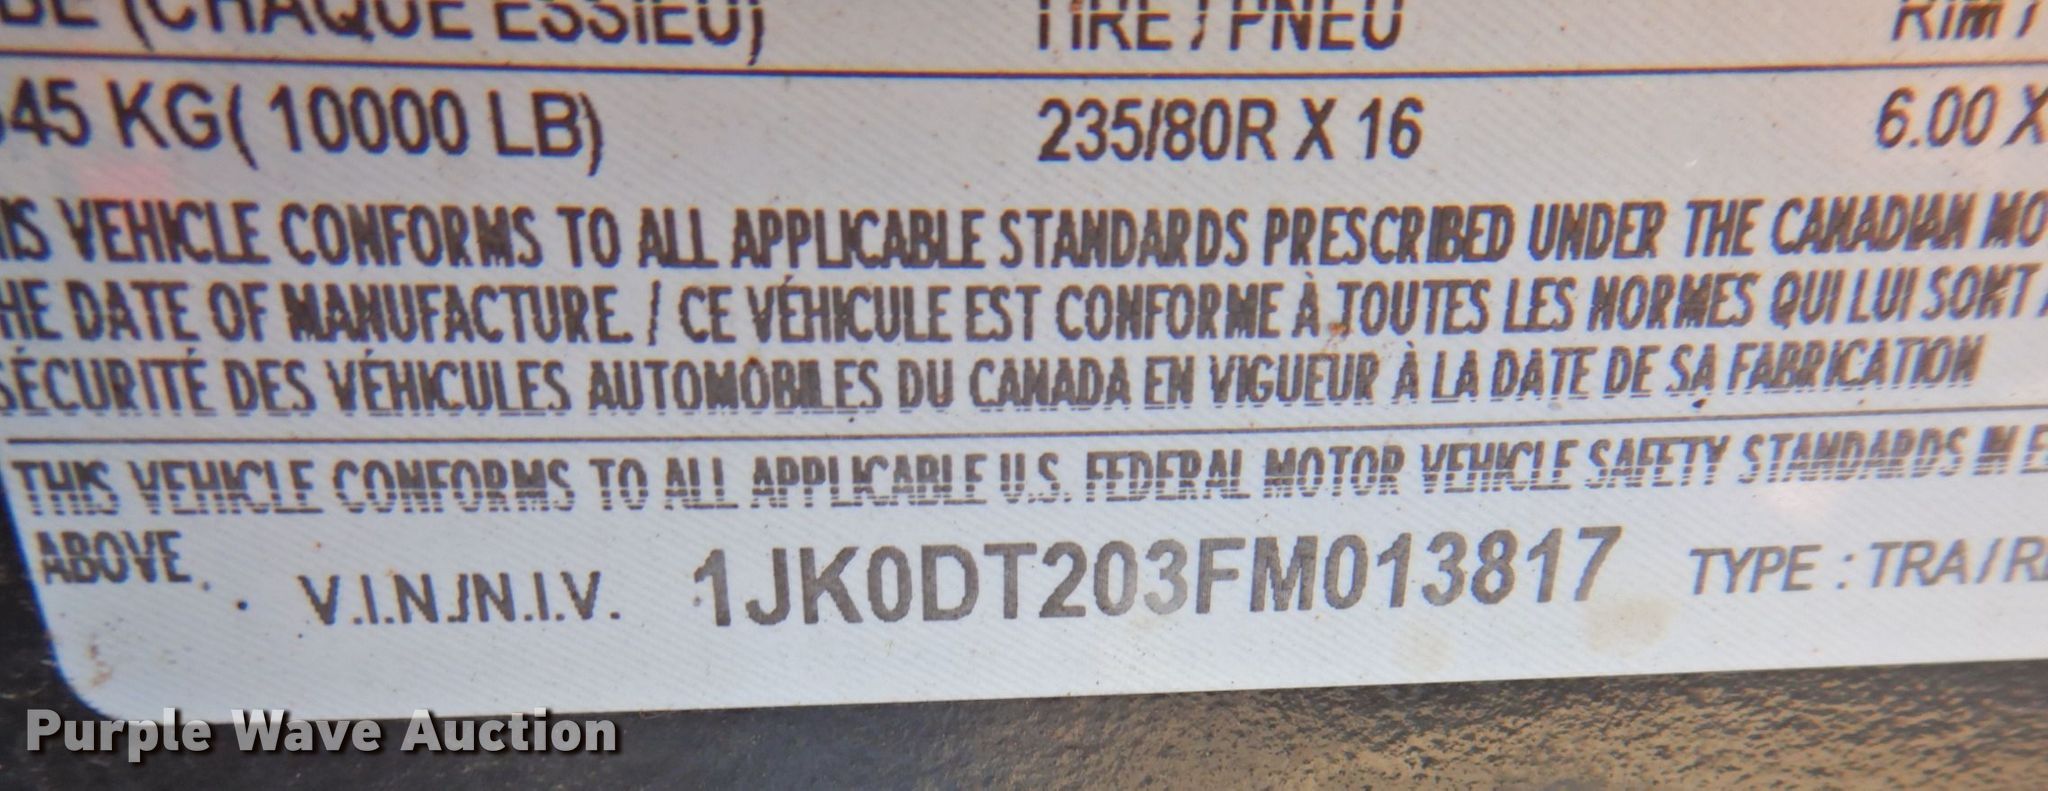 (CHAQUE ESSIEU) TIRE / PNEU RIM /
45 KG( 10000 LB) 235/80R X 16 6.00 X
VEHICLE CONFORMS TO ALL APPLICABLE STANDARDS PRESCRIBED UNDER THE CANADIAN MO
DATE OF MANUFACTURE. / CE VÉHICULE EST CONFORME À TOUTES LES NORMES QUI LUI SONT
SÉCURITÉ DES VÉHICULES AUTOMOBILES DU CANADA EN VIGUEUR À LA DATE DE SA FABRICATION
THIS VEHICLE CONFORMS TO ALL APPLICABLE U.S. FEDERAL MOTOR VEHICLE SAFETY STANDARDS IN
ABOVE.
V.I.N./N.I.V. 1JK0DT203FM013817 TYPE : TRA / R
Purple Wave Auction